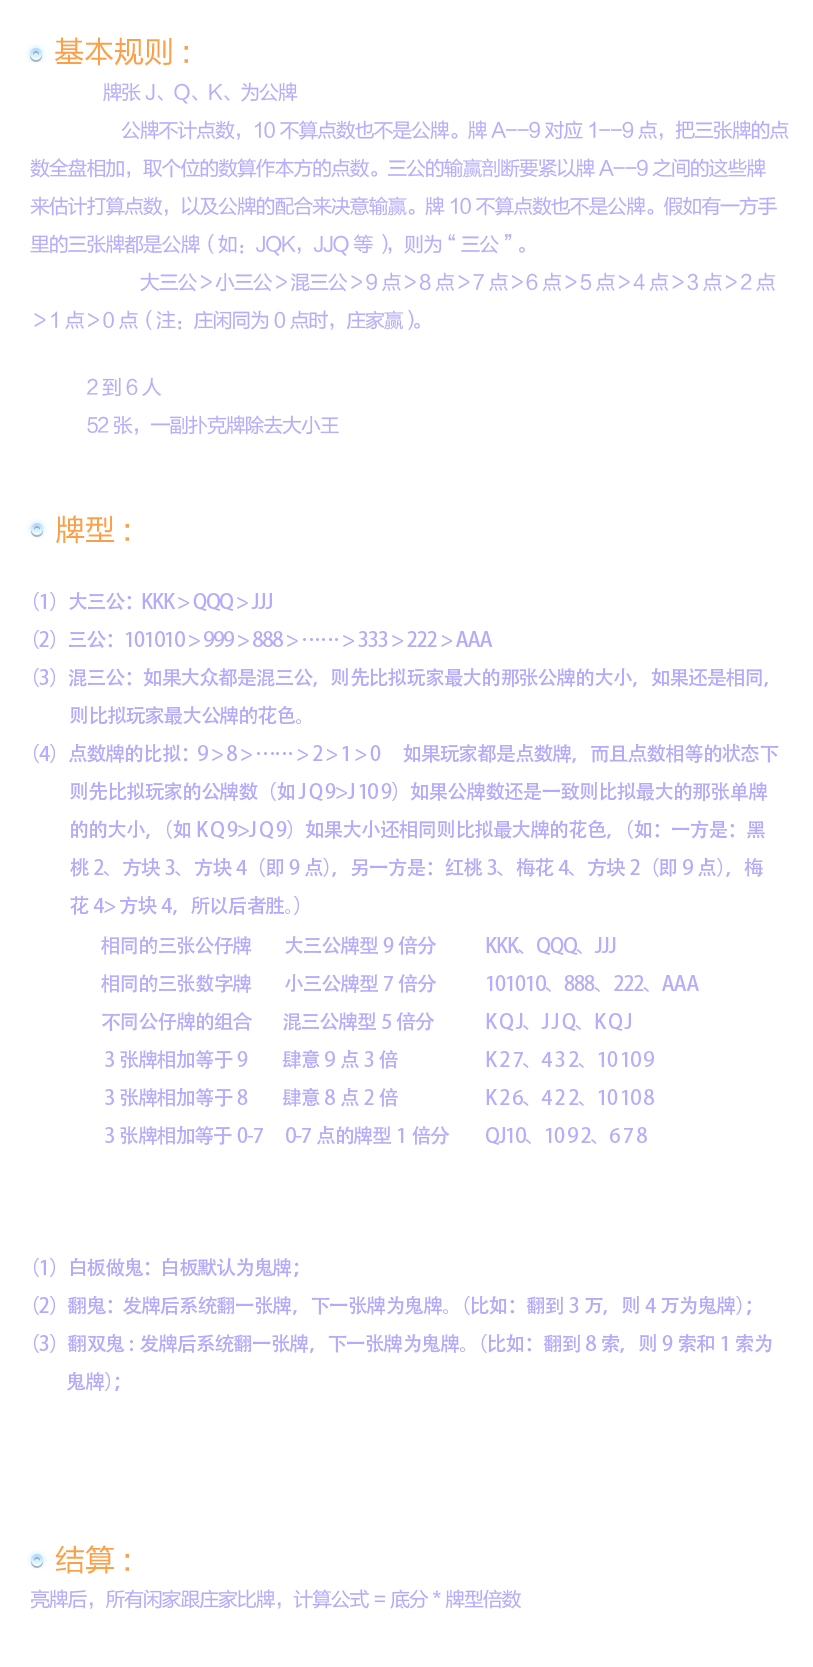 基本规则：
牌张 J、Q、K、为公牌
公牌不计点数，10 不算点数也不是公牌。牌 A--9 对应 1--9 点，把三张牌的点
数全盘相加，取个位的数算作本方的点数。三公的输赢剖断要紧以牌 A--9 之间的这些牌
来估计打算点数，以及公牌的配合来决意输赢。牌 10 不算点数也不是公牌。假如有一方手
里的三张牌都是公牌（如：JQK，JJQ 等 ），则为“ 三公 ”。
大三公＞小三公＞混三公＞9 点＞8 点＞7 点＞6 点＞5 点＞4 点＞3 点＞2 点
＞1 点＞0 点（注：庄闲同为 0 点时，庄家赢）。
2 到 6 人
52 张，一副扑克牌除去大小王
牌型：
（1）大三公：KKK＞QQQ＞JJJ
（2）三公：101010＞999＞888＞……＞333＞222＞AAA
（3）混三公：如果大众都是混三公，则先比拟玩家最大的那张公牌的大小，如果还是相同，
则比拟玩家最大公牌的花色。
（4）点数牌的比拟：9＞8＞……＞2＞1＞0 如果玩家都是点数牌，而且点数相等的状态下
则先比拟玩家的公牌数（如 J Q 9>J 10 9）如果公牌数还是一致则比拟最大的那张单牌
的的大小，（如 K Q 9>J Q 9）如果大小还相同则比拟最大牌的花色，（如：一方是：黑
桃 2、方块 3、方块 4（即 9 点），另一方是：红桃 3、梅花 4、方块 2（即 9 点），梅
花 4> 方块 4，所以后者胜。）
相同的三张公仔牌 大三公牌型 9 倍分 KKK、QQQ、JJJ
相同的三张数字牌 小三公牌型 7 倍分 101010、888、222、AAA
不同公仔牌的组合 混三公牌型 5 倍分 K Q J、J J Q、K Q J
3 张牌相加等于 9 肆意 9 点 3 倍 K 2 7、4 3 2、10 10 9
3 张牌相加等于 8 肆意 8 点 2 倍 K 2 6、4 2 2、10 10 8
3 张牌相加等于 0-7 0-7 点的牌型 1 倍分 QJ10、10 9 2、6 7 8
（1）白板做鬼：白板默认为鬼牌；
（2）翻鬼：发牌后系统翻一张牌，下一张牌为鬼牌。（比如：翻到 3 万，则 4 万为鬼牌）；
（3）翻双鬼：发牌后系统翻一张牌，下一张牌为鬼牌。（比如：翻到 8 索，则 9 索和 1 索为
鬼牌）；
结算：
亮牌后，所有闲家跟庄家比牌，计算公式 = 底分 * 牌型倍数